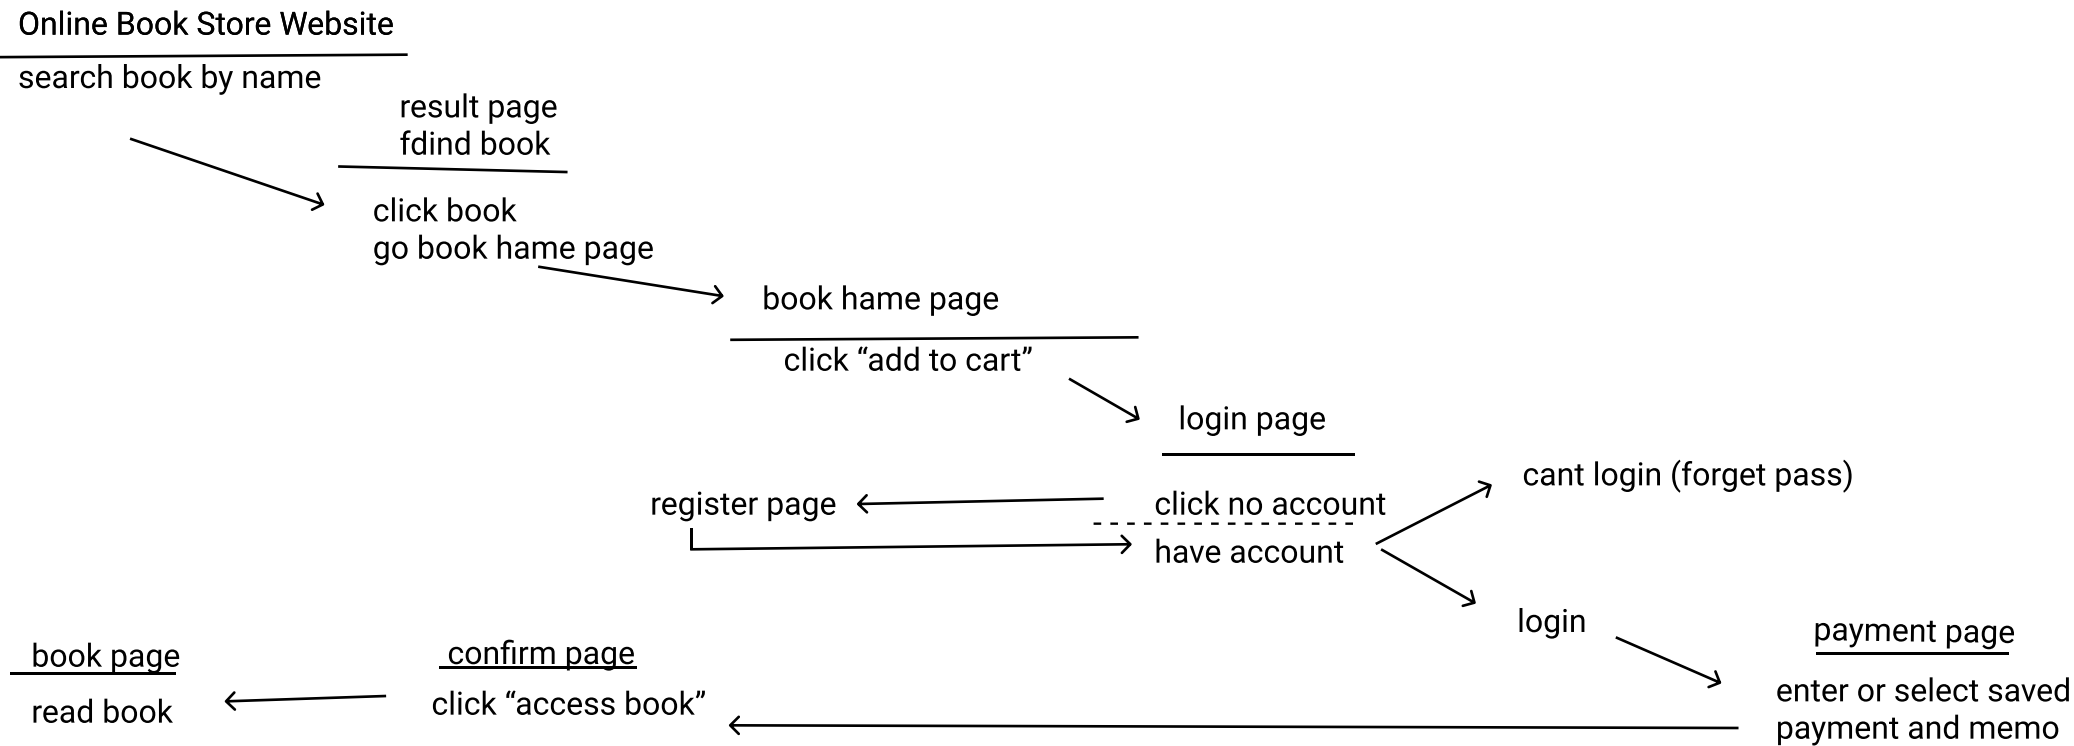 Online Book Store Website
search book by name
result page
fdind book
click book
go book hame page
book hame page
click “add to cart”
login page
cant login (forget pass)
register page
click no account
have account
login
payment page
enter or select saved
payment and memo
confirm page
click “access book”
book page
read book